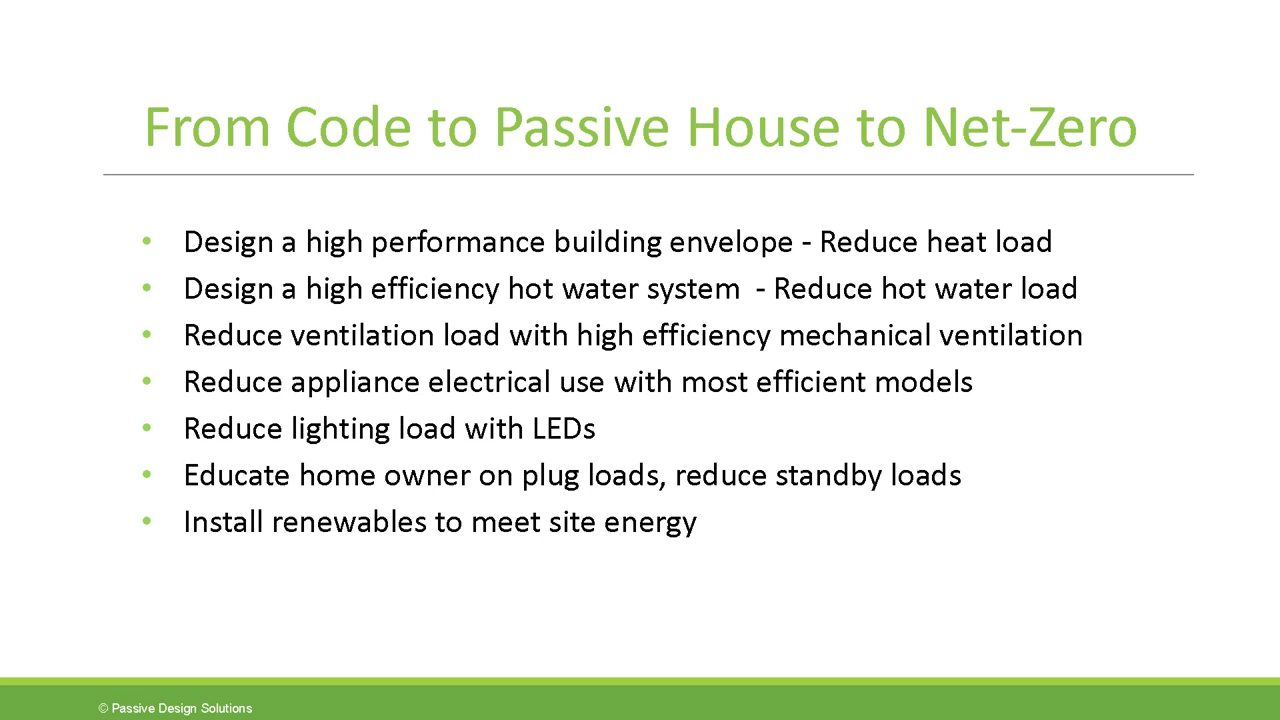 From Code to Passive House to Net-Zero
• Design a high performance building envelope - Reduce heat load
• Design a high efficiency hot water system  - Reduce hot water load
• Reduce ventilation load with high efficiency mechanical ventilation
• Reduce appliance electrical use with most efficient models
• Reduce lighting load with LEDs
• Educate home owner on plug loads, reduce standby loads
• Install renewables to meet site energy
© Passive Design Solutions